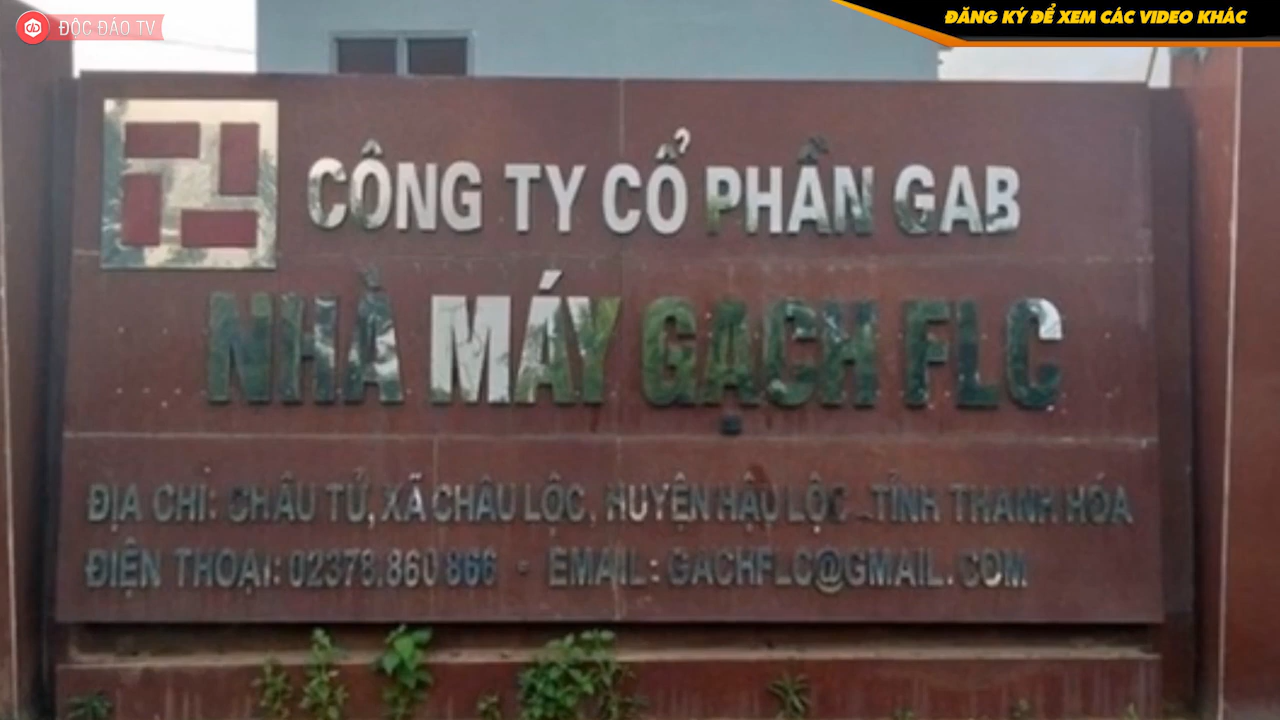 ĐỘC ĐÁO TV
ĐĂNG KÝ ĐỂ XEM CÁC VIDEO KHÁC
CÔNG TY CỔ PHẦN GAB
NHÀ MÁY GẠCH FLC
ĐỊA CHỈ: CHÂU TỬ, XÃ CHÂU LỘC, HUYỆN HẬU LỘC - TỈNH THANH HÓA
ĐIỆN THOẠI: 02378.860 866 - EMAIL: GACHFLC@GMAIL.COM